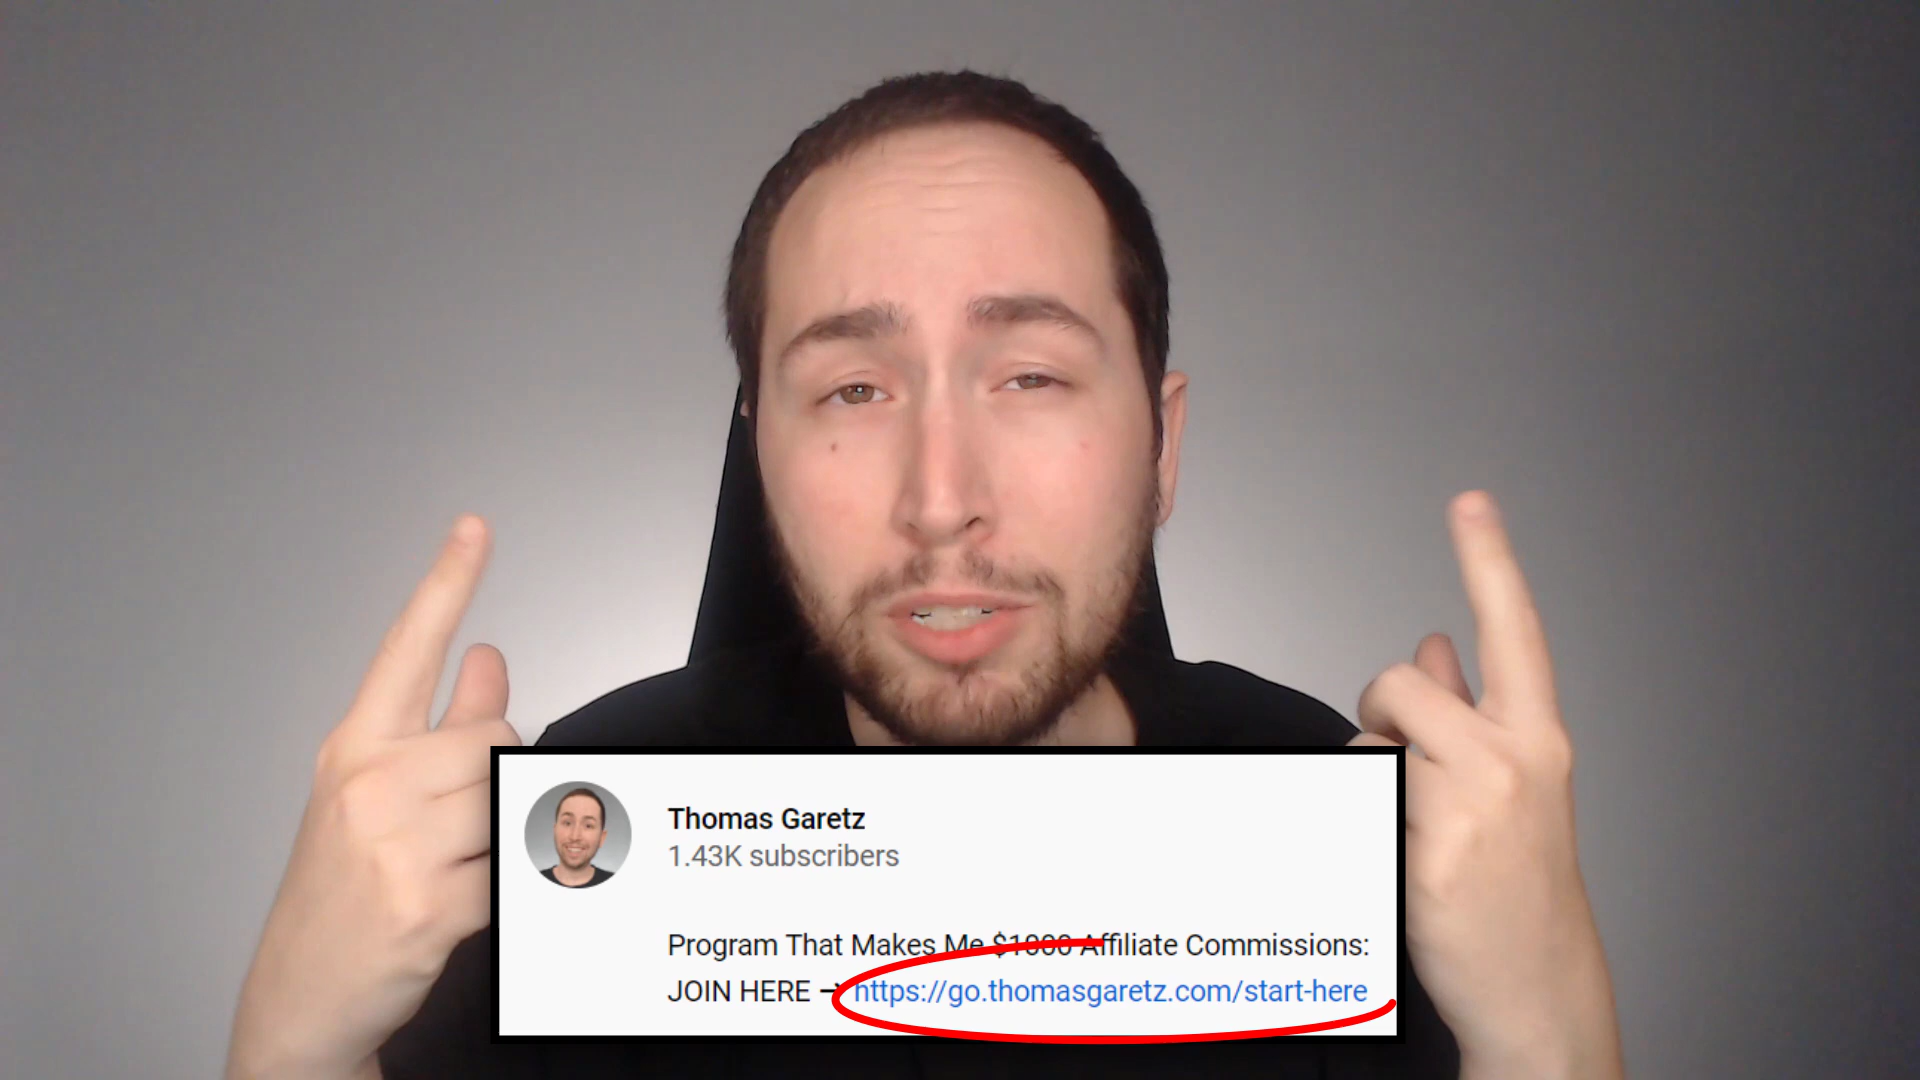 Thomas Garetz
1.43K subscribers
Program That Makes Me $1000 Affiliate Commissions:
JOIN HERE → https://go.thomasgaretz.com/start-here